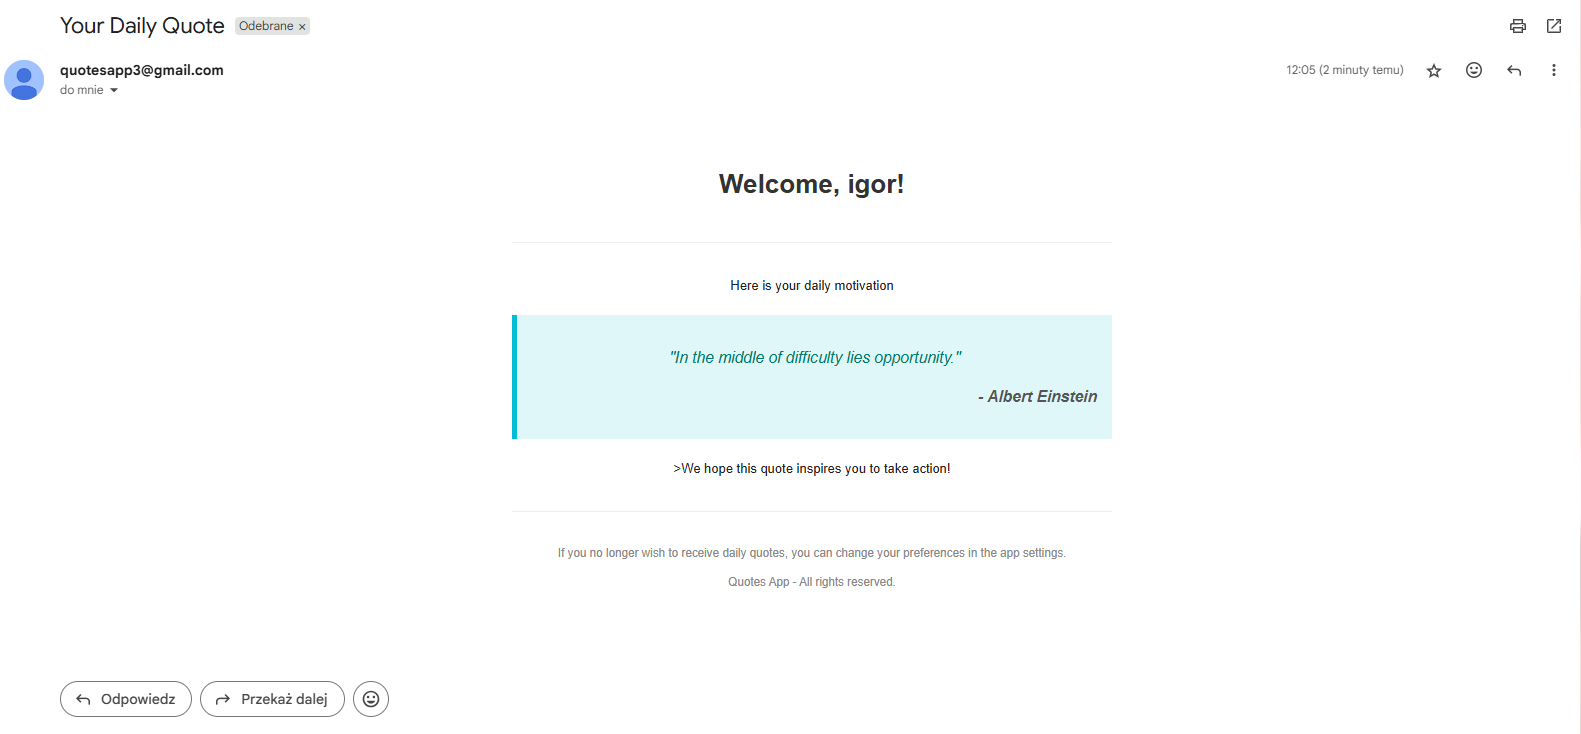 Your Daily Quote Odebrane ×
quotesapp3@gmail.com 12:05 (2 minuty temu)
do mnie
Welcome, igor!
Here is your daily motivation
"In the middle of difficulty lies opportunity."
- Albert Einstein
>We hope this quote inspires you to take action!
If you no longer wish to receive daily quotes, you can change your preferences in the app settings.
Quotes App - All rights reserved.
Odpowiedz Przekaż dalej